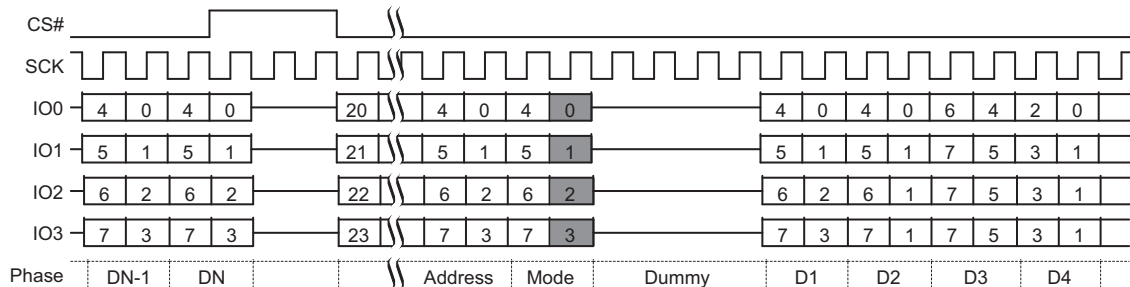 CS#
SCK
IO0 4 0 4 0 20 4 0 4 0 4 0 4 0 6 4 2 0
IO1 5 1 5 1 21 5 1 5 1 5 1 5 1 7 5 3 1
IO2 6 2 6 2 22 6 2 6 2 6 2 6 1 7 5 3 1
IO3 7 3 7 3 23 7 3 7 3 7 3 7 1 7 5 3 1
Phase DN-1 DN Address Mode Dummy D1 D2 D3 D4